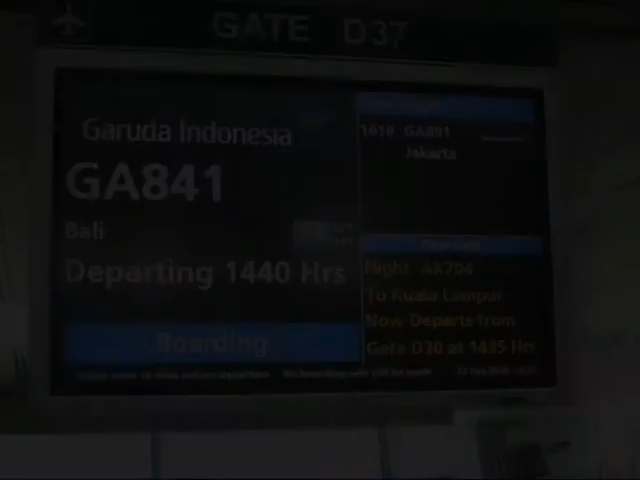 GATE D37
Garuda Indonesia
GA841
Bali
Departing 1440 Hrs
Boarding
1610 GA891
Jakarta
Flight AK704
To Kuala Lumpur
Now Departs from
Gate D30 at 1435 Hrs